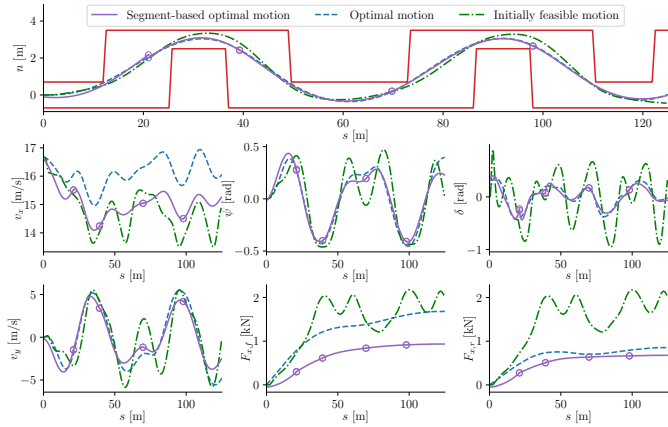 Segment-based optimal motion Optimal motion Initially feasible motion
4
2
0
n [m]
0 20 40 60 80 100 120
s [m]
17
16
15
14
v_x [m/s]
0 50 100
s [m]
0.5
0.0
−0.5
ψ [rad]
0 50 100
s [m]
1
0
−1
δ [rad]
0 50 100
s [m]
5
0
−5
v_y [m/s]
0 50 100
s [m]
2
1
0
F_{x,f} [kN]
0 50 100
s [m]
2
1
0
F_{x,r} [kN]
0 50 100
s [m]